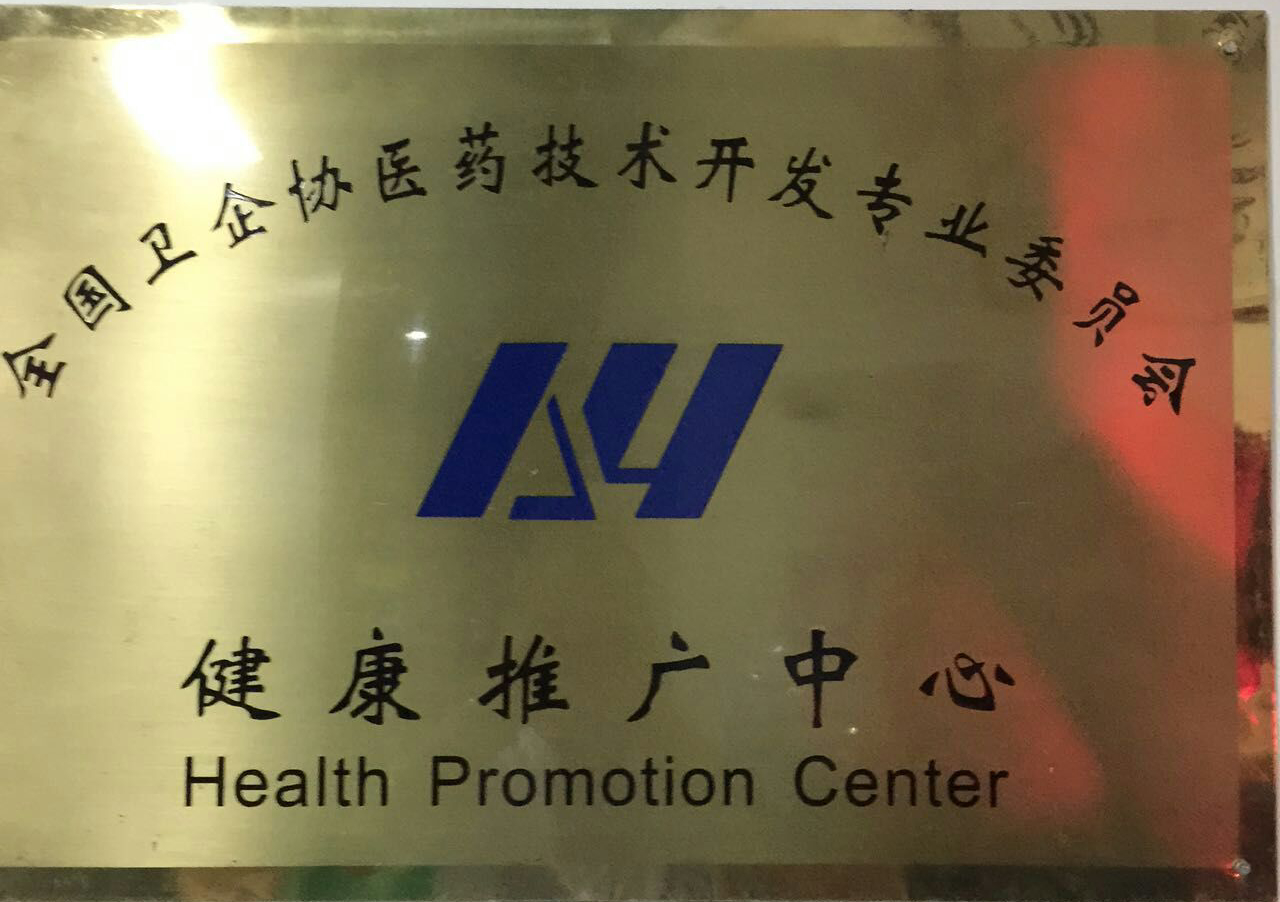 全国卫企协医药技术开发专业委员会
健康推广中心
Health Promotion Center